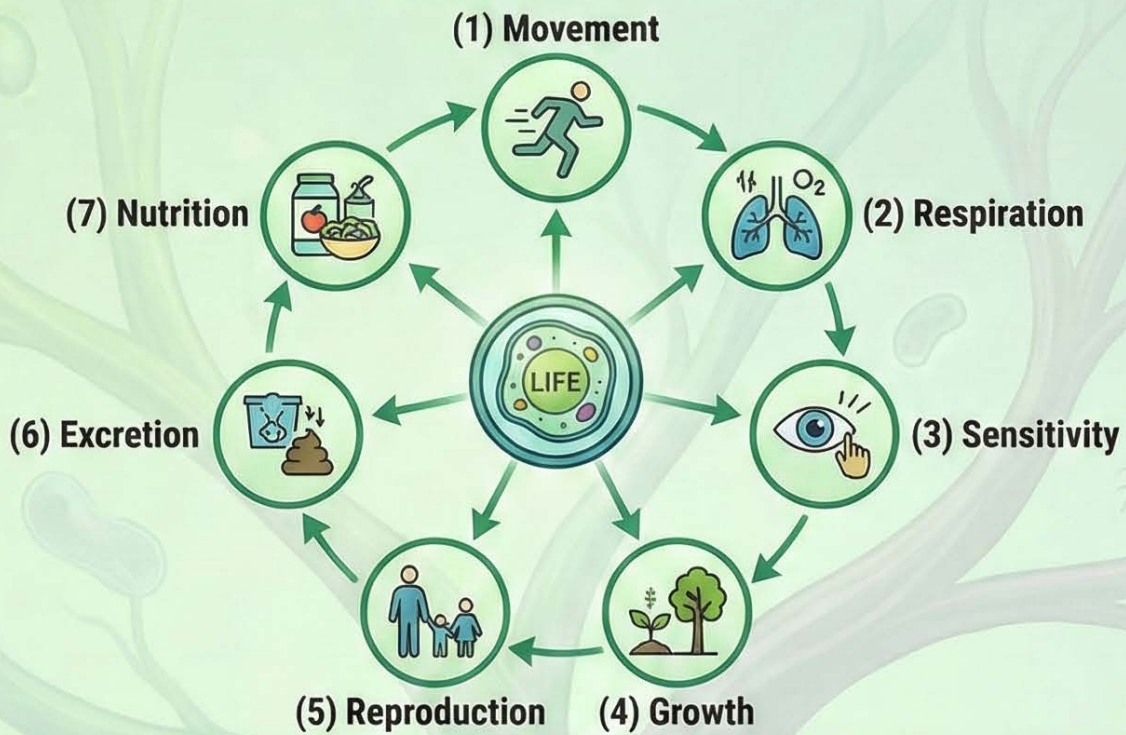 (1) Movement
(2) Respiration
O2
(3) Sensitivity
(4) Growth
(5) Reproduction
(6) Excretion
(7) Nutrition
LIFE